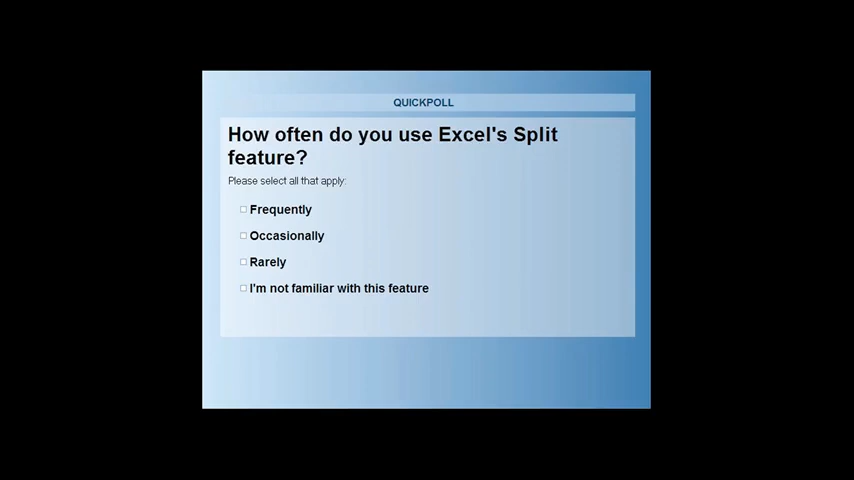 QUICKPOLL
How often do you use Excel's Split
feature?
Please select all that apply:
Frequently
Occasionally
Rarely
I'm not familiar with this feature